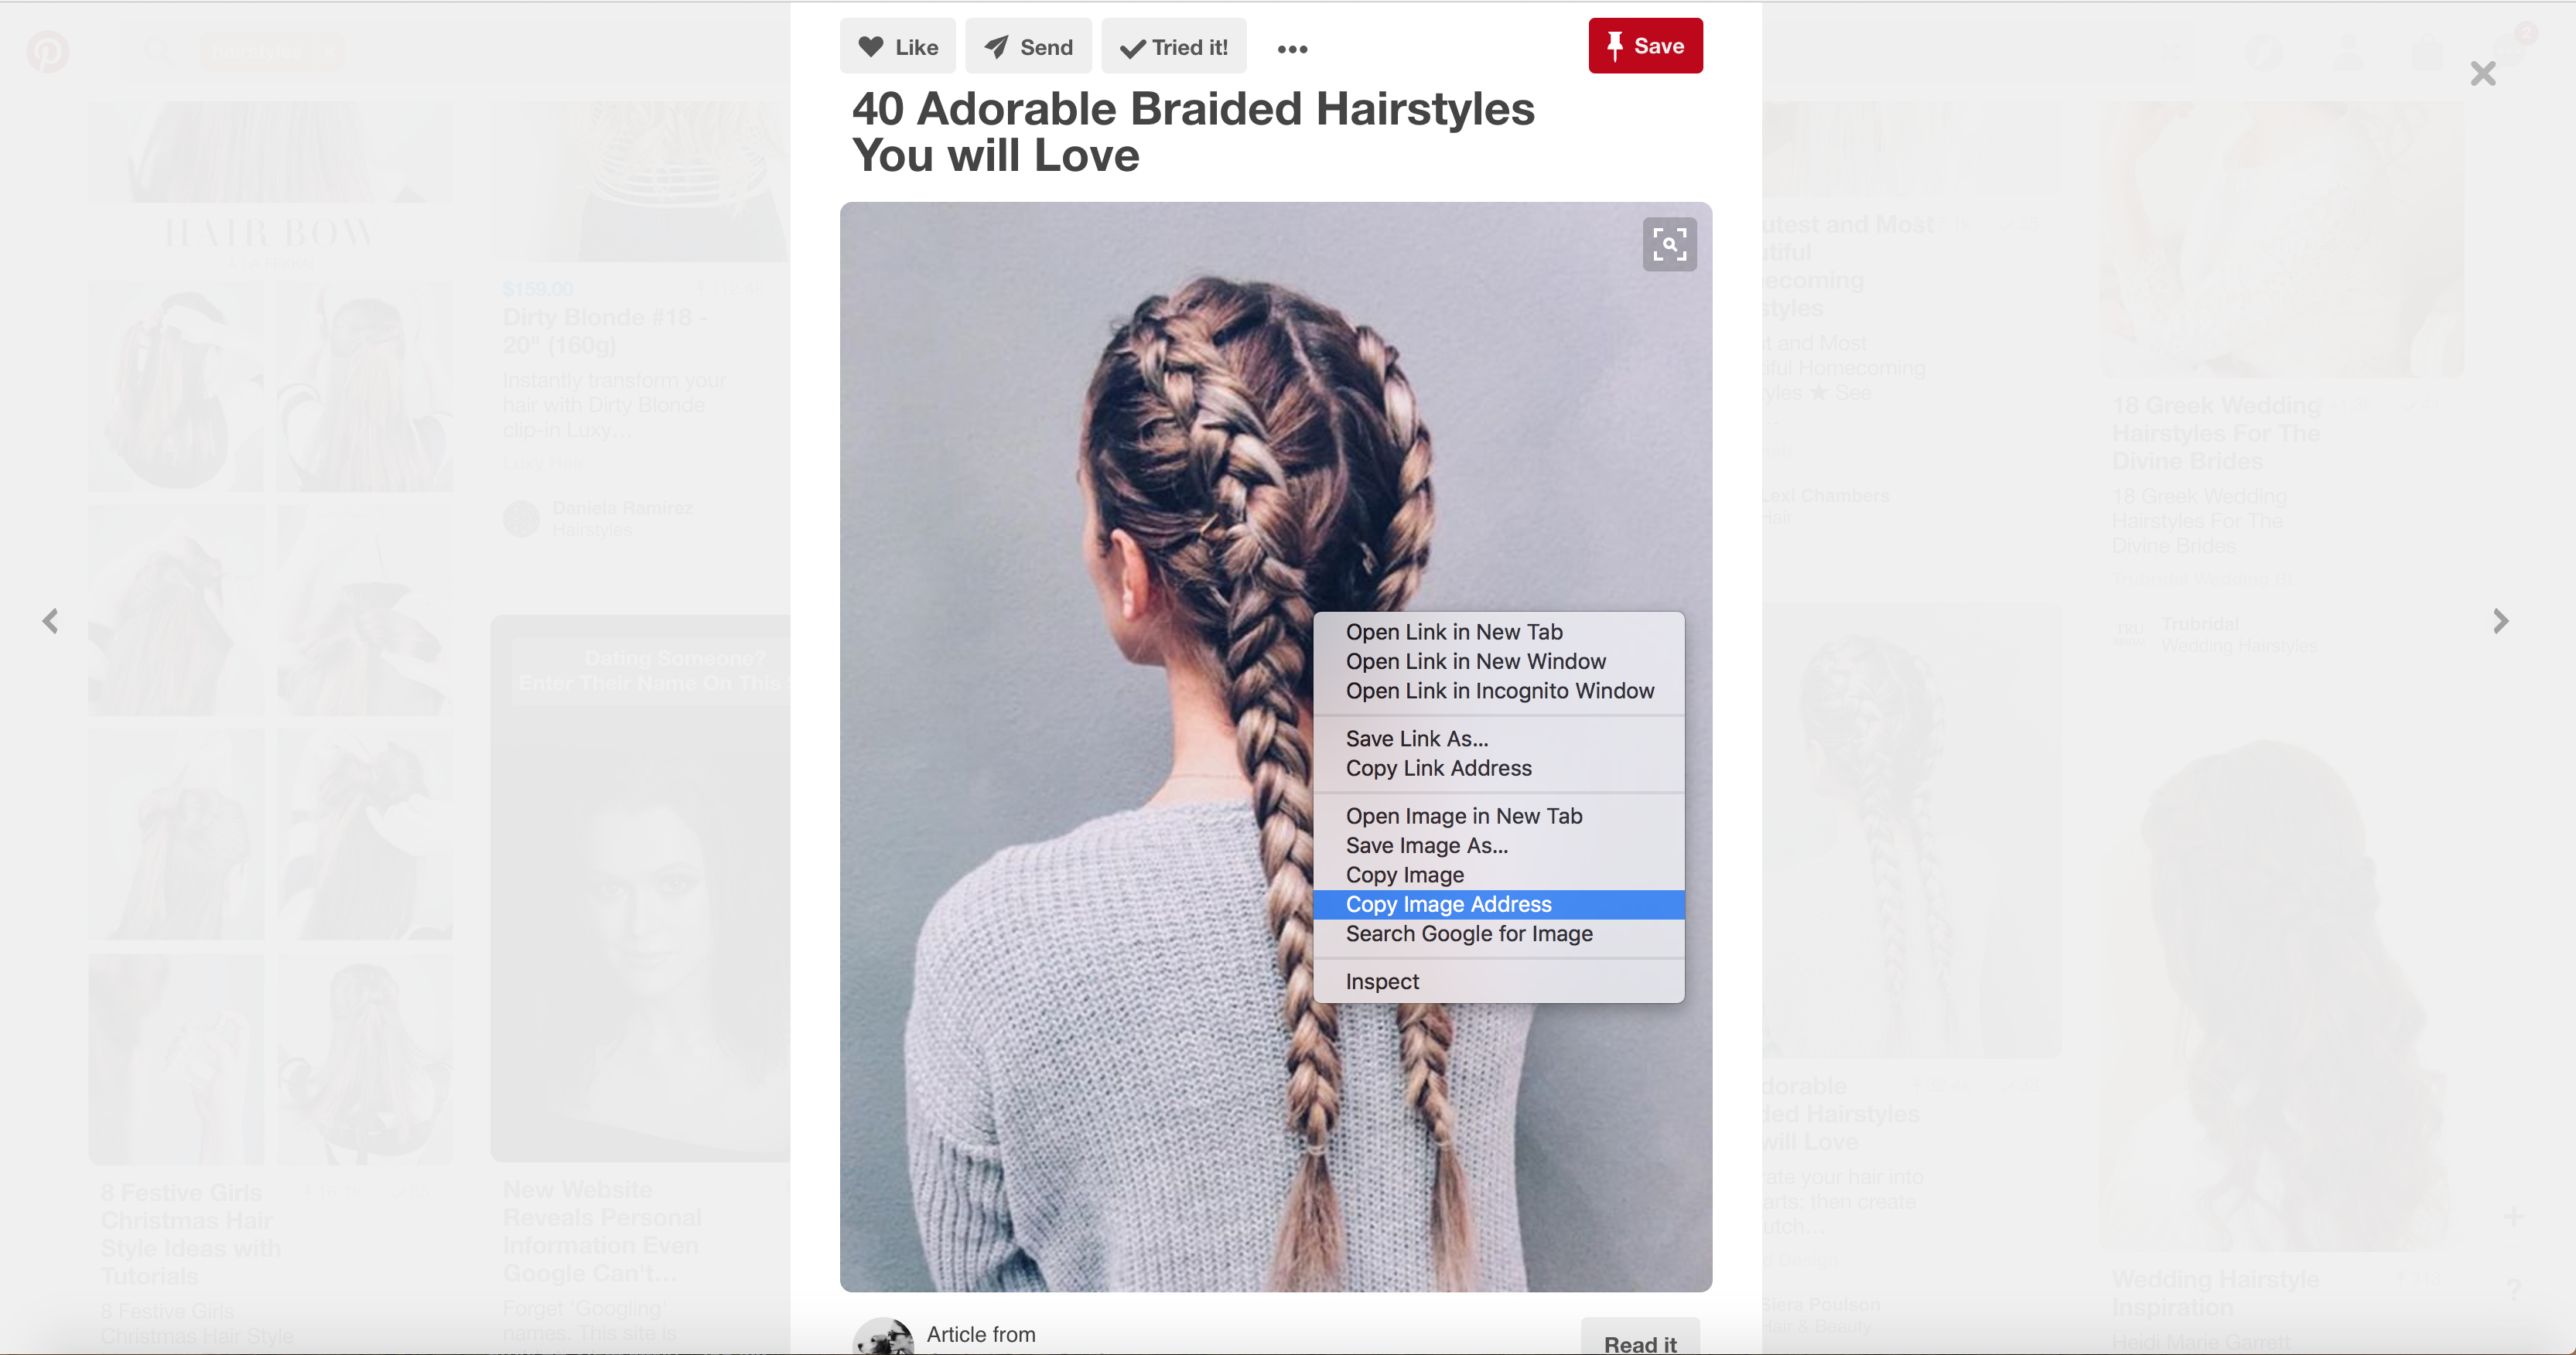 hairstyles
Like
Send
Tried it!
Save
2
40 Adorable Braided Hairstyles
You will Love
HAIR BOW
$159.00
Dirty Blonde #18 -
20" (160g)
Instantly transform your
hair with Dirty Blonde
clip-in Luxy...
Luxy Hair
Daniela Ramirez
Hairstyles
Dating Someone?
Enter Their Name On This
8 Festive Girls
Christmas Hair
Style Ideas with
Tutorials
8 Festive Girls
Christmas Hair Style
New Website
Reveals Personal
Information Even
Google Can't...
Forget 'Googling'
names. This site is
Open Link in New Tab
Open Link in New Window
Open Link in Incognito Window
Save Link As...
Copy Link Address
Open Image in New Tab
Save Image As...
Copy Image
Copy Image Address
Search Google for Image
Inspect
Article from
Read it
utest and Most
utiful
ecoming
styles
st and Most
tiful Homecoming
yles ★ See
Lexi Chambers
Hair
dorable
ded Hairstyles
will Love
ate your hair into
arts; then create
utch...
Siera Poulson
Hair & Beauty
18 Greek Wedding
Hairstyles For The
Divine Brides
18 Greek Wedding
Hairstyles For The
Divine Brides
Trubridal Wedding Bl
TRU
Trubridal
Wedding Hairstyles
Wedding Hairstyle
Inspiration
Heidi Marie Garrett
+
?